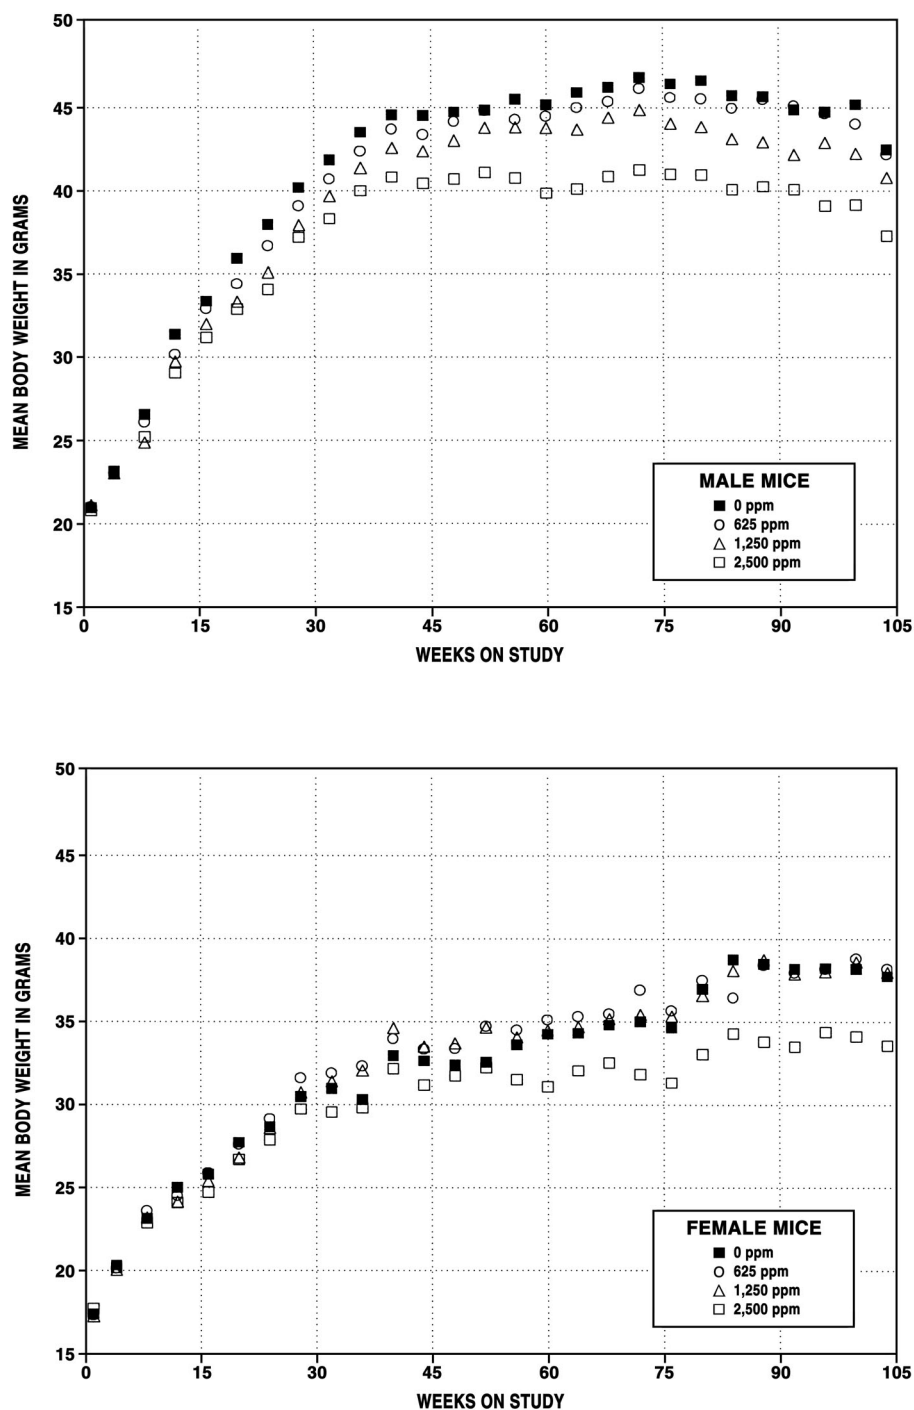 50
45
40
35
30
25
20
15
MEAN BODY WEIGHT IN GRAMS
MALE MICE
0 ppm
625 ppm
1,250 ppm
2,500 ppm
0 15 30 45 60 75 90 105
WEEKS ON STUDY
50
45
40
35
30
25
20
15
MEAN BODY WEIGHT IN GRAMS
FEMALE MICE
0 ppm
625 ppm
1,250 ppm
2,500 ppm
0 15 30 45 60 75 90 105
WEEKS ON STUDY